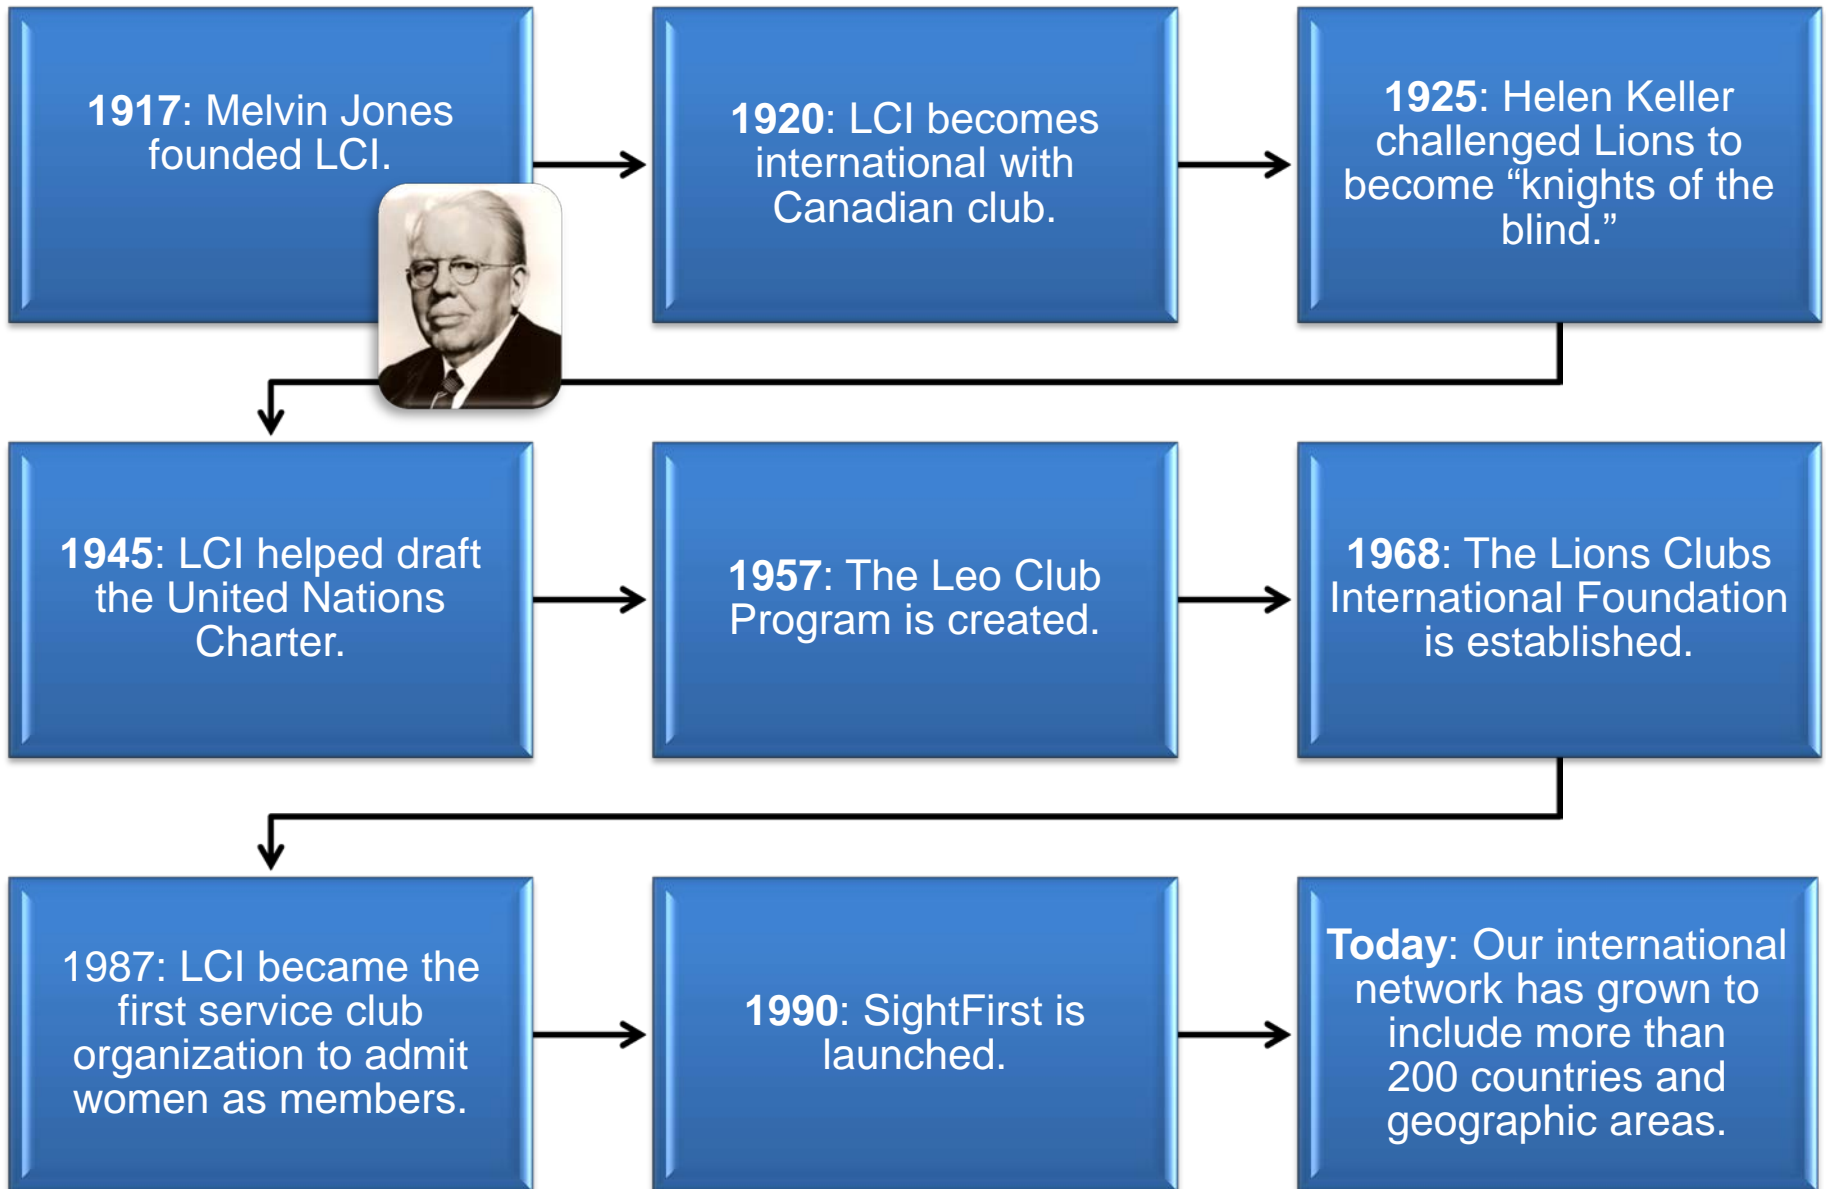 1917: Melvin Jones
founded LCI.
1920: LCI becomes
international with
Canadian club.
1925: Helen Keller
challenged Lions to
become “knights of the
blind.”
1945: LCI helped draft
the United Nations
Charter.
1957: The Leo Club
Program is created.
1968: The Lions Clubs
International Foundation
is established.
1987: LCI became the
first service club
organization to admit
women as members.
1990: SightFirst is
launched.
Today: Our international
network has grown to
include more than
200 countries and
geographic areas.